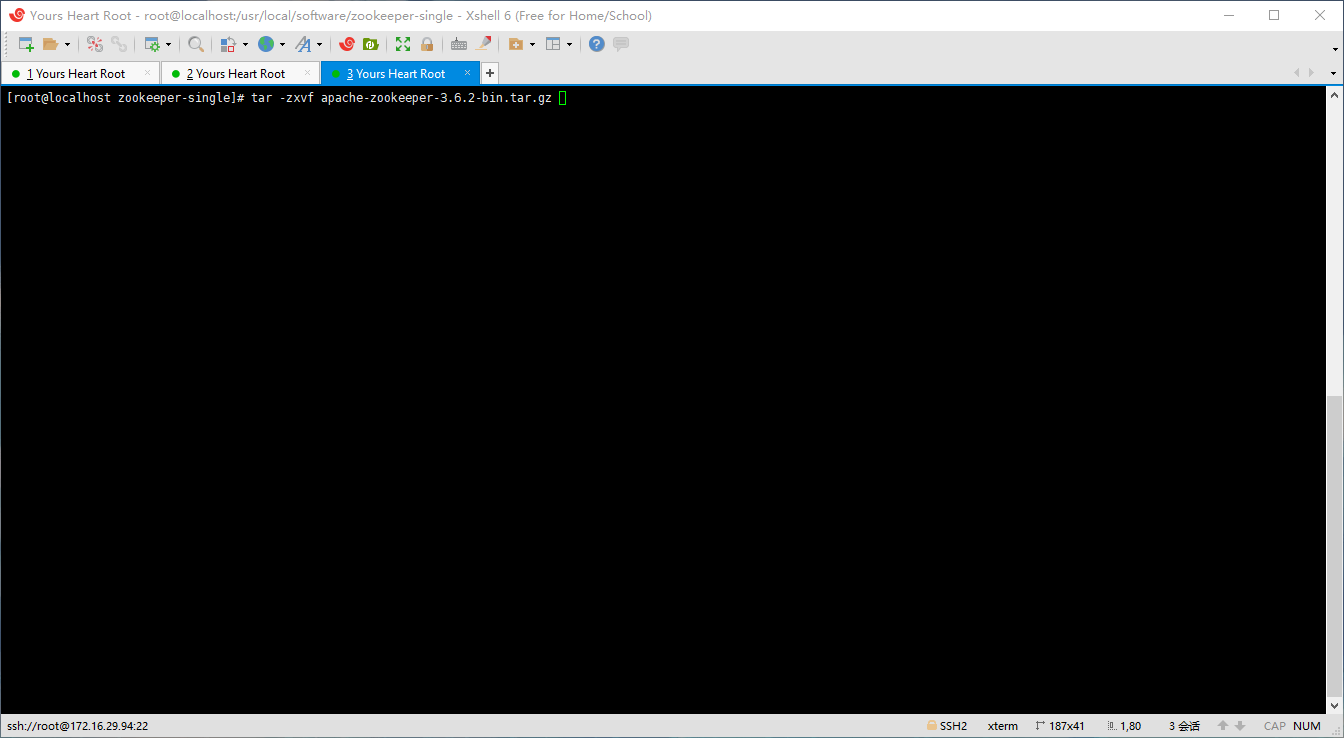 Yours Heart Root - root@localhost:/usr/local/software/zookeeper-single - Xshell 6 (Free for Home/School)
1 Yours Heart Root
2 Yours Heart Root
3 Yours Heart Root
[root@localhost zookeeper-single]# tar -zxvf apache-zookeeper-3.6.2-bin.tar.gz
ssh://root@172.16.29.94:22
SSH2
xterm
187x41
1,80
3 会话
CAP
NUM